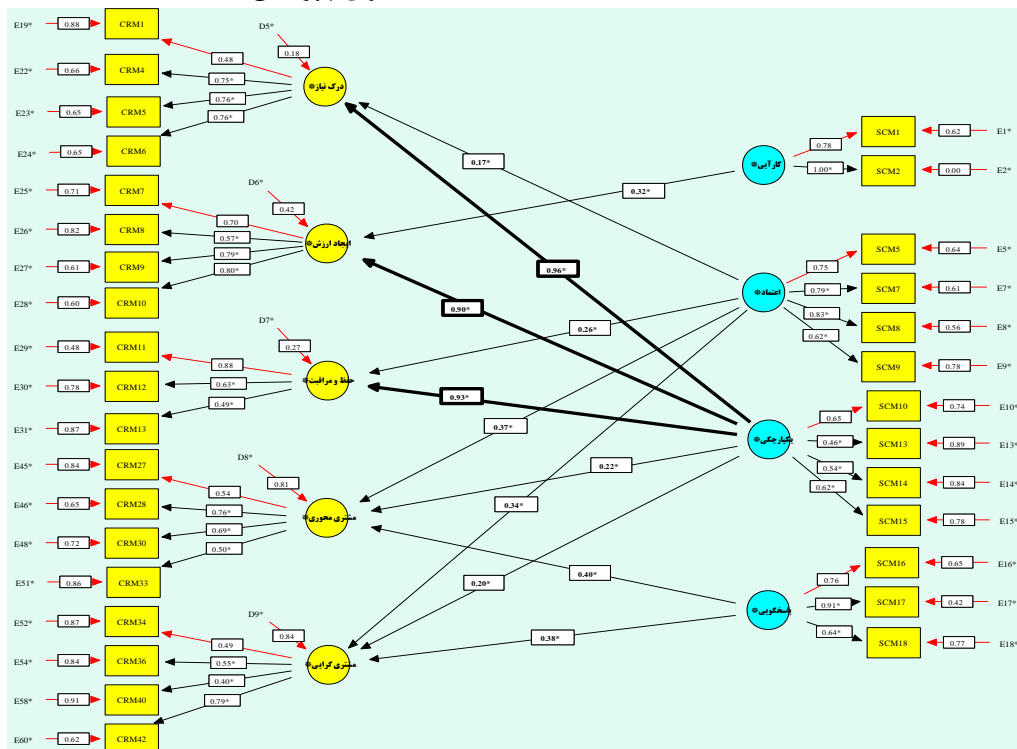 E19* 0.88 CRM1
E22* 0.66 CRM4
E23* 0.65 CRM5
E24* 0.65 CRM6
E25* 0.71 CRM7
E26* 0.82 CRM8
E27* 0.61 CRM9
E28* 0.60 CRM10
E29* 0.48 CRM11
E30* 0.78 CRM12
E31* 0.87 CRM13
E45* 0.84 CRM27
E46* 0.65 CRM28
E48* 0.72 CRM30
E51* 0.86 CRM33
E52* 0.87 CRM34
E54* 0.84 CRM36
E58* 0.91 CRM40
E60* 0.62 CRM42
D5*
0.18
0.48
0.75*
0.76*
0.76*
درک نیاز*
D6*
0.42
0.70
0.57*
0.79*
0.80*
ایجاد ارزش*
D7*
0.27
0.88
0.63*
0.49*
حفظ و مراقبت*
D8*
0.81
0.54
0.76*
0.69*
0.50*
مشتری محوری*
D9*
0.84
0.49
0.55*
0.40*
0.79*
مشتری گرایی*
0.17*
0.32*
0.96*
0.90*
0.26*
0.93*
0.37*
0.22*
0.34*
0.40*
0.20*
0.38*
کارآیی*
0.78
1.00*
اعتماد*
0.75
0.79*
0.83*
0.62*
یکپارچگی*
0.65
0.46*
0.54*
0.62*
پاسخگویی*
0.76
0.91*
0.64*
SCM1 0.62 E1*
SCM2 0.00 E2*
SCM5 0.64 E5*
SCM7 0.61 E7*
SCM8 0.56 E8*
SCM9 0.78 E9*
SCM10 0.74 E10*
SCM13 0.89 E13*
SCM14 0.84 E14*
SCM15 0.78 E15*
SCM16 0.65 E16*
SCM17 0.42 E17*
SCM18 0.77 E18*